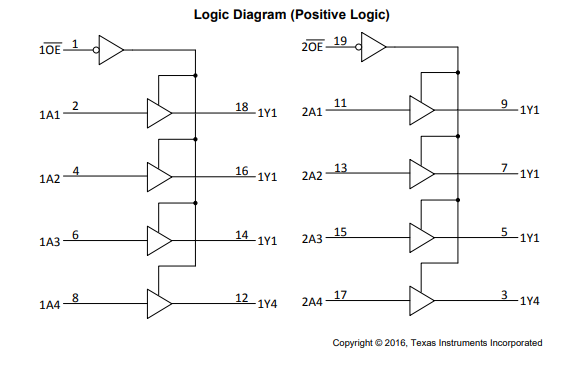 Logic Diagram (Positive Logic)
1OE 1
2OE 19
1A1 2 18 1Y1
2A1 11 9 1Y1
1A2 4 16 1Y1
2A2 13 7 1Y1
1A3 6 14 1Y1
2A3 15 5 1Y1
1A4 8 12 1Y4
2A4 17 3 1Y4
Copyright © 2016, Texas Instruments Incorporated